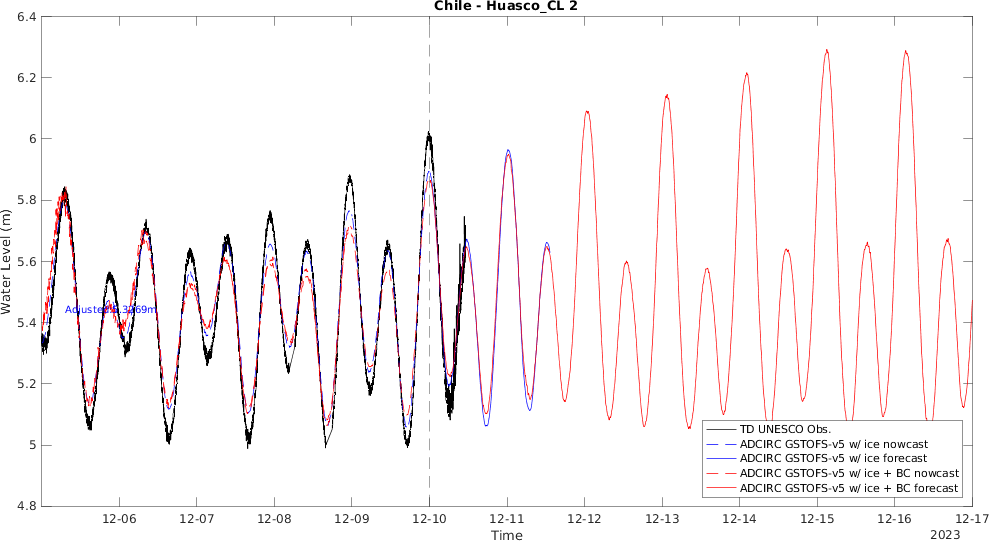 Chile - Huasco_CL 2
6.4
6.2
6
5.8
5.6
5.4
5.2
5
4.8
Water Level (m)
12-06
12-07
12-08
12-09
12-10
12-11
12-12
12-13
12-14
12-15
12-16
12-17
Time
2023
TD UNESCO Obs.
ADCIRC GSTOFS-v5 w/ ice nowcast
ADCIRC GSTOFS-v5 w/ ice forecast
ADCIRC GSTOFS-v5 w/ ice + BC nowcast
ADCIRC GSTOFS-v5 w/ ice + BC forecast